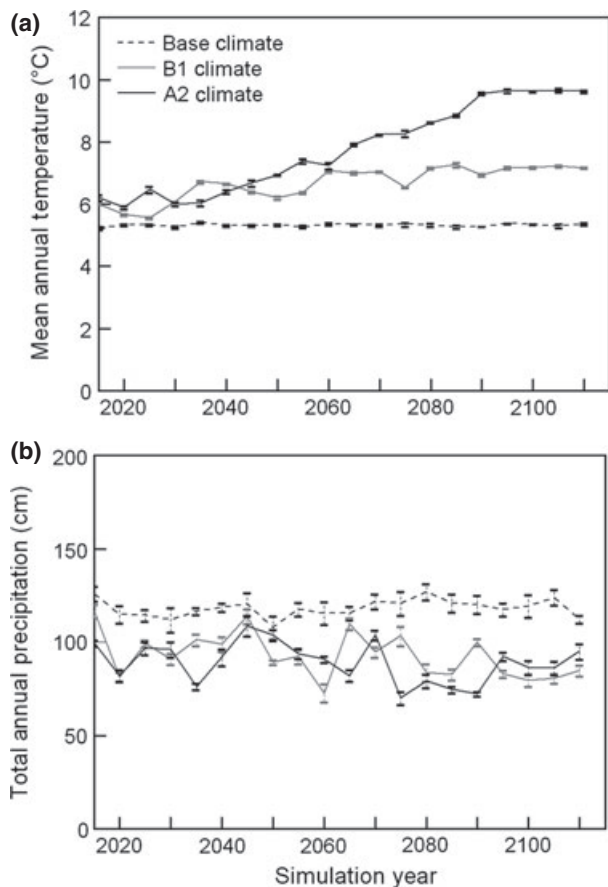 (a)
Mean annual temperature (°C)
12
10
8
6
4
2
0
Base climate
B1 climate
A2 climate
2020 2040 2060 2080 2100
(b)
Total annual precipitation (cm)
200
150
100
50
0
2020 2040 2060 2080 2100
Simulation year